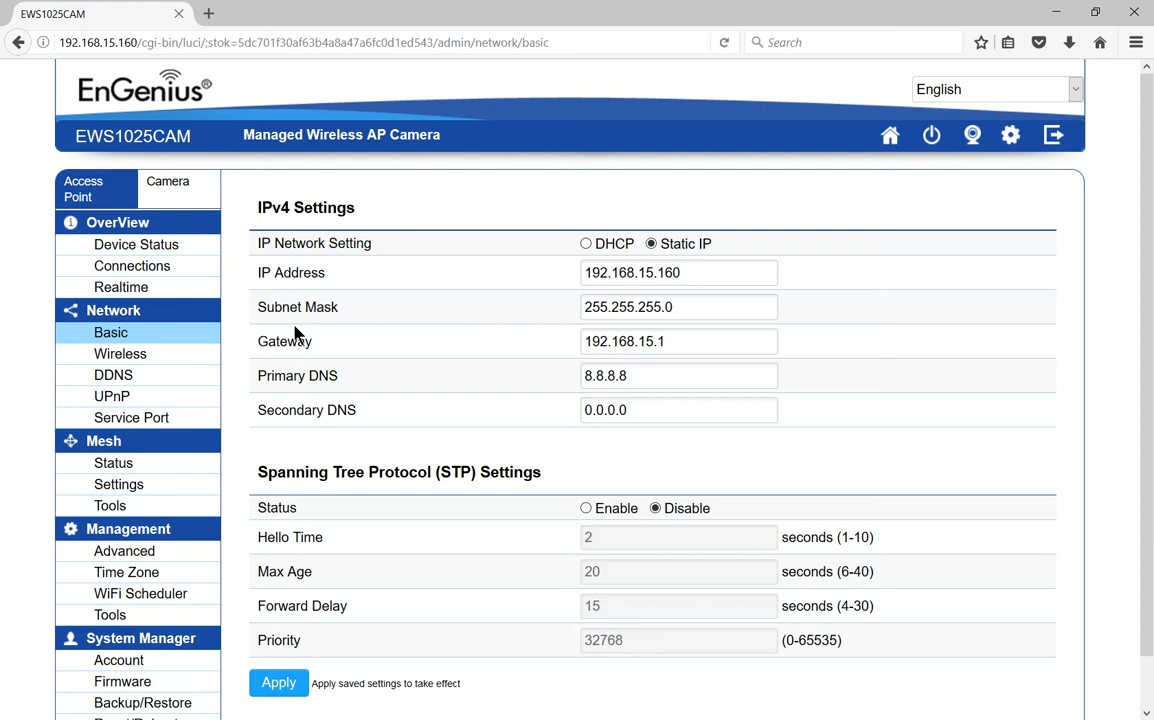 EWS1025CAM
192.168.15.160/cgi-bin/luci/;stok=5dc701f30af63b4a8a47a6fc0d1ed543/admin/network/basic
Search
EnGenius®
English
EWS1025CAM
Managed Wireless AP Camera
Access
Point
Camera
OverView
Device Status
Connections
Realtime
Network
Basic
Wireless
DDNS
UPnP
Service Port
Mesh
Status
Settings
Tools
Management
Advanced
Time Zone
WiFi Scheduler
Tools
System Manager
Account
Firmware
Backup/Restore
IPv4 Settings
IP Network Setting DHCP Static IP
IP Address 192.168.15.160
Subnet Mask 255.255.255.0
Gateway 192.168.15.1
Primary DNS 8.8.8.8
Secondary DNS 0.0.0.0
Spanning Tree Protocol (STP) Settings
Status Enable Disable
Hello Time 2 seconds (1-10)
Max Age 20 seconds (6-40)
Forward Delay 15 seconds (4-30)
Priority 32768 (0-65535)
Apply Apply saved settings to take effect